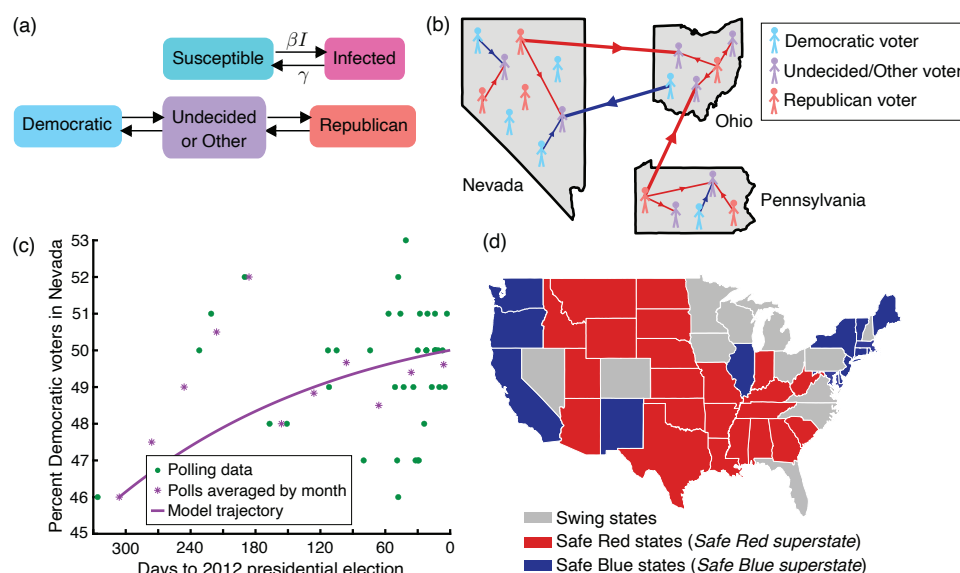 (a)
βI
Susceptible
Infected
γ
Democratic
Undecided
or Other
Republican
(b)
Nevada
Ohio
Pennsylvania
Democratic voter
Undecided/Other voter
Republican voter
(c)
Percent Democratic voters in Nevada
53
52
51
50
49
48
47
46
45
Polling data
Polls averaged by month
Model trajectory
300
240
180
120
60
0
Days to 2012 presidential election
(d)
Swing states
Safe Red states (Safe Red superstate)
Safe Blue states (Safe Blue superstate)